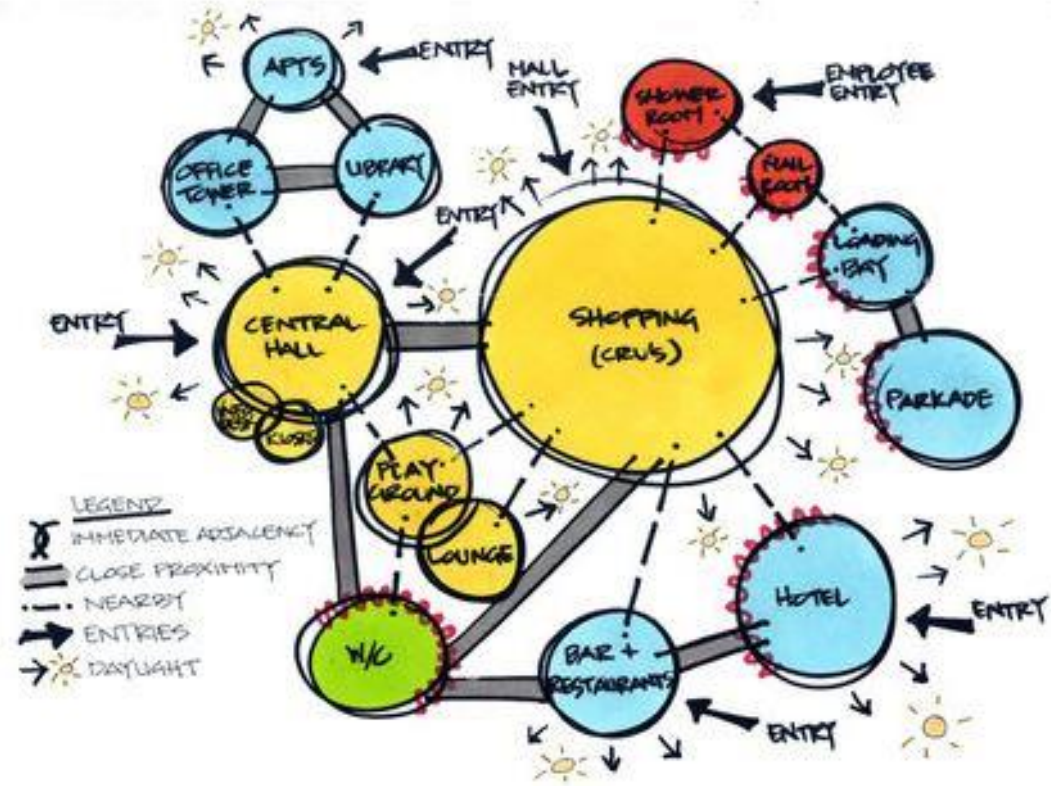 APTS
ENTRY
MALL
ENTRY
SHOWER
ROOM
EMPLOYEE
ENTRY
OFFICE
TOWER
LIBRARY
MAIL
ROOM
ENTRY
LOADING
BAY
ENTRY
CENTRAL
HALL
SHOPPING
(CRU'S)
PARKADE
KIOSK
PLAY-
GROUND
LOUNGE
LEGEND
IMMEDIATE ADJACENCY
CLOSE PROXIMITY
NEARBY
ENTRIES
DAYLIGHT
W/C
BAR +
RESTAURANTS
HOTEL
ENTRY
ENTRY